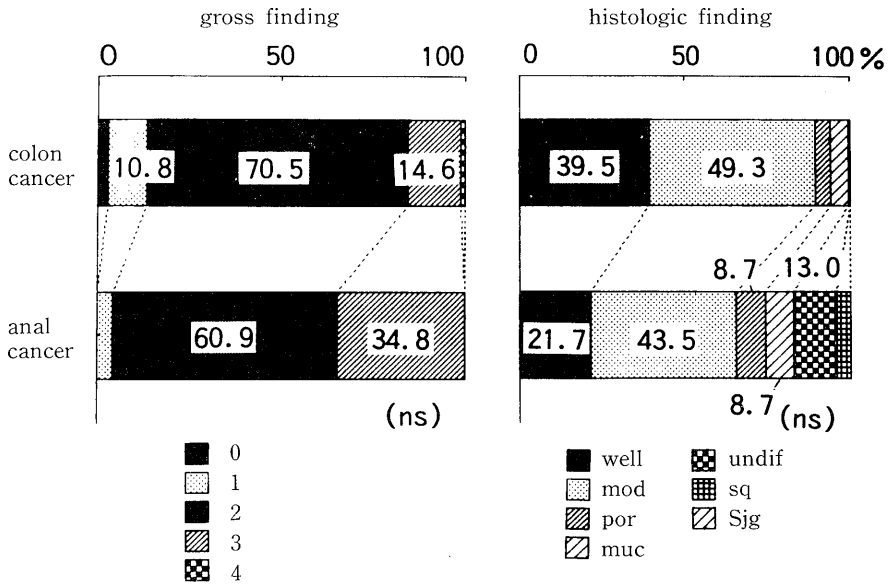 gross finding
histologic finding
0 50 100
0 50 100 %
colon
cancer
10.8 70.5 14.6
39.5 49.3
8.7 13.0
anal
cancer
60.9 34.8
21.7 43.5
8.7
(ns)
(ns)
0
1
2
3
4
well
mod
por
muc
undif
sq
Sjg